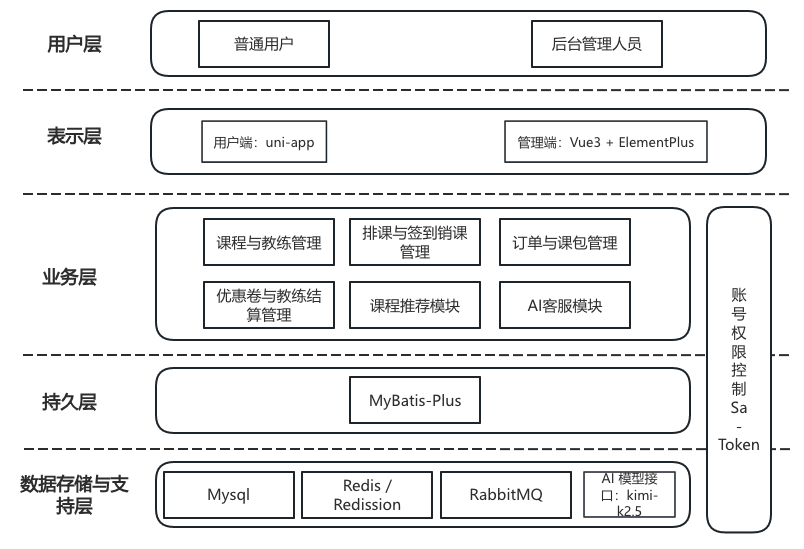 用户层
普通用户
后台管理人员
表示层
用户端：uni-app
管理端：Vue3 + ElementPlus
业务层
课程与教练管理
排课与签到销课
管理
订单与课包管理
优惠卷与教练结
算管理
课程推荐模块
AI客服模块
账
号
权
限
控
制
Sa
-
Token
持久层
MyBatis-Plus
数据存储与支
持层
Mysql
Redis /
Redission
RabbitMQ
AI 模型接
口：kimi-
k2.5